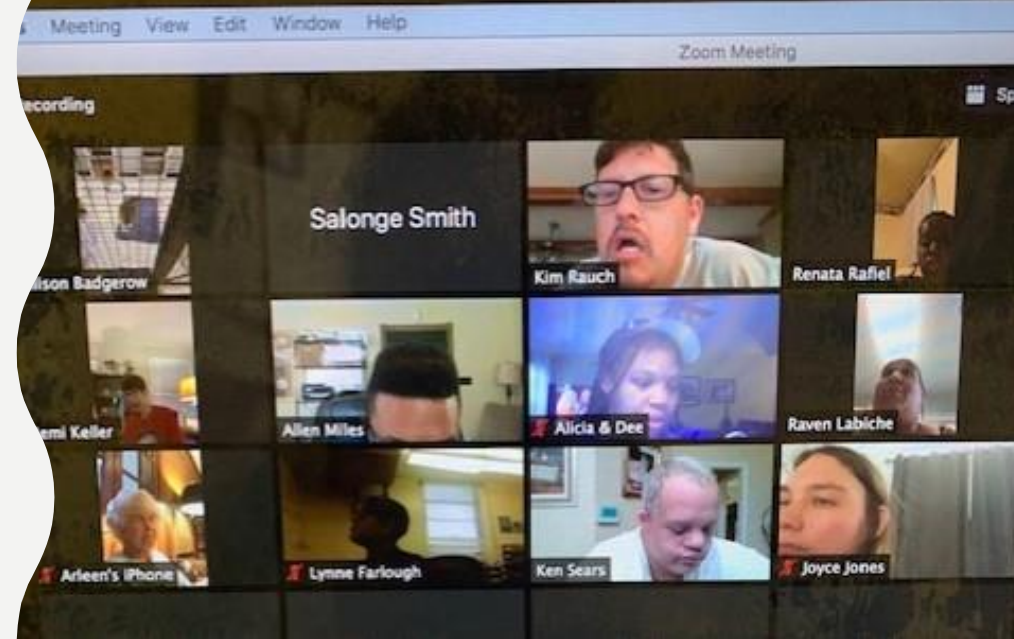 Meeting View Edit Window Help
Zoom Meeting
ecording
Sp
ison Badgerow
Salonge Smith
Kim Rauch
Renata Rafiel
emi Keller
Allen Miles
Alicia & Dee
Raven Labiche
Arleen's iPhone
Lynne Farlough
Ken Sears
Joyce Jones